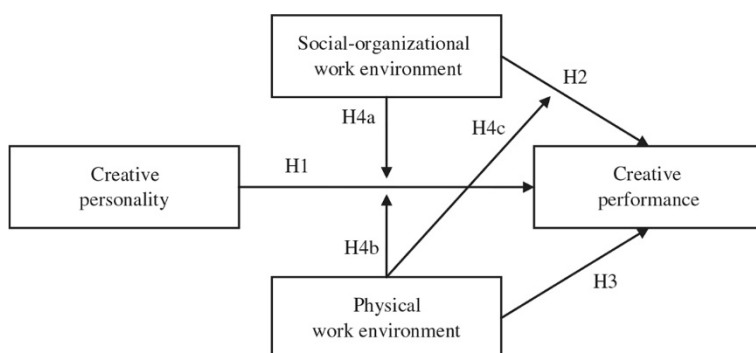 Social-organizational
work environment
H2
H4a
H4c
Creative
personality
H1
Creative
performance
H4b
H3
Physical
work environment